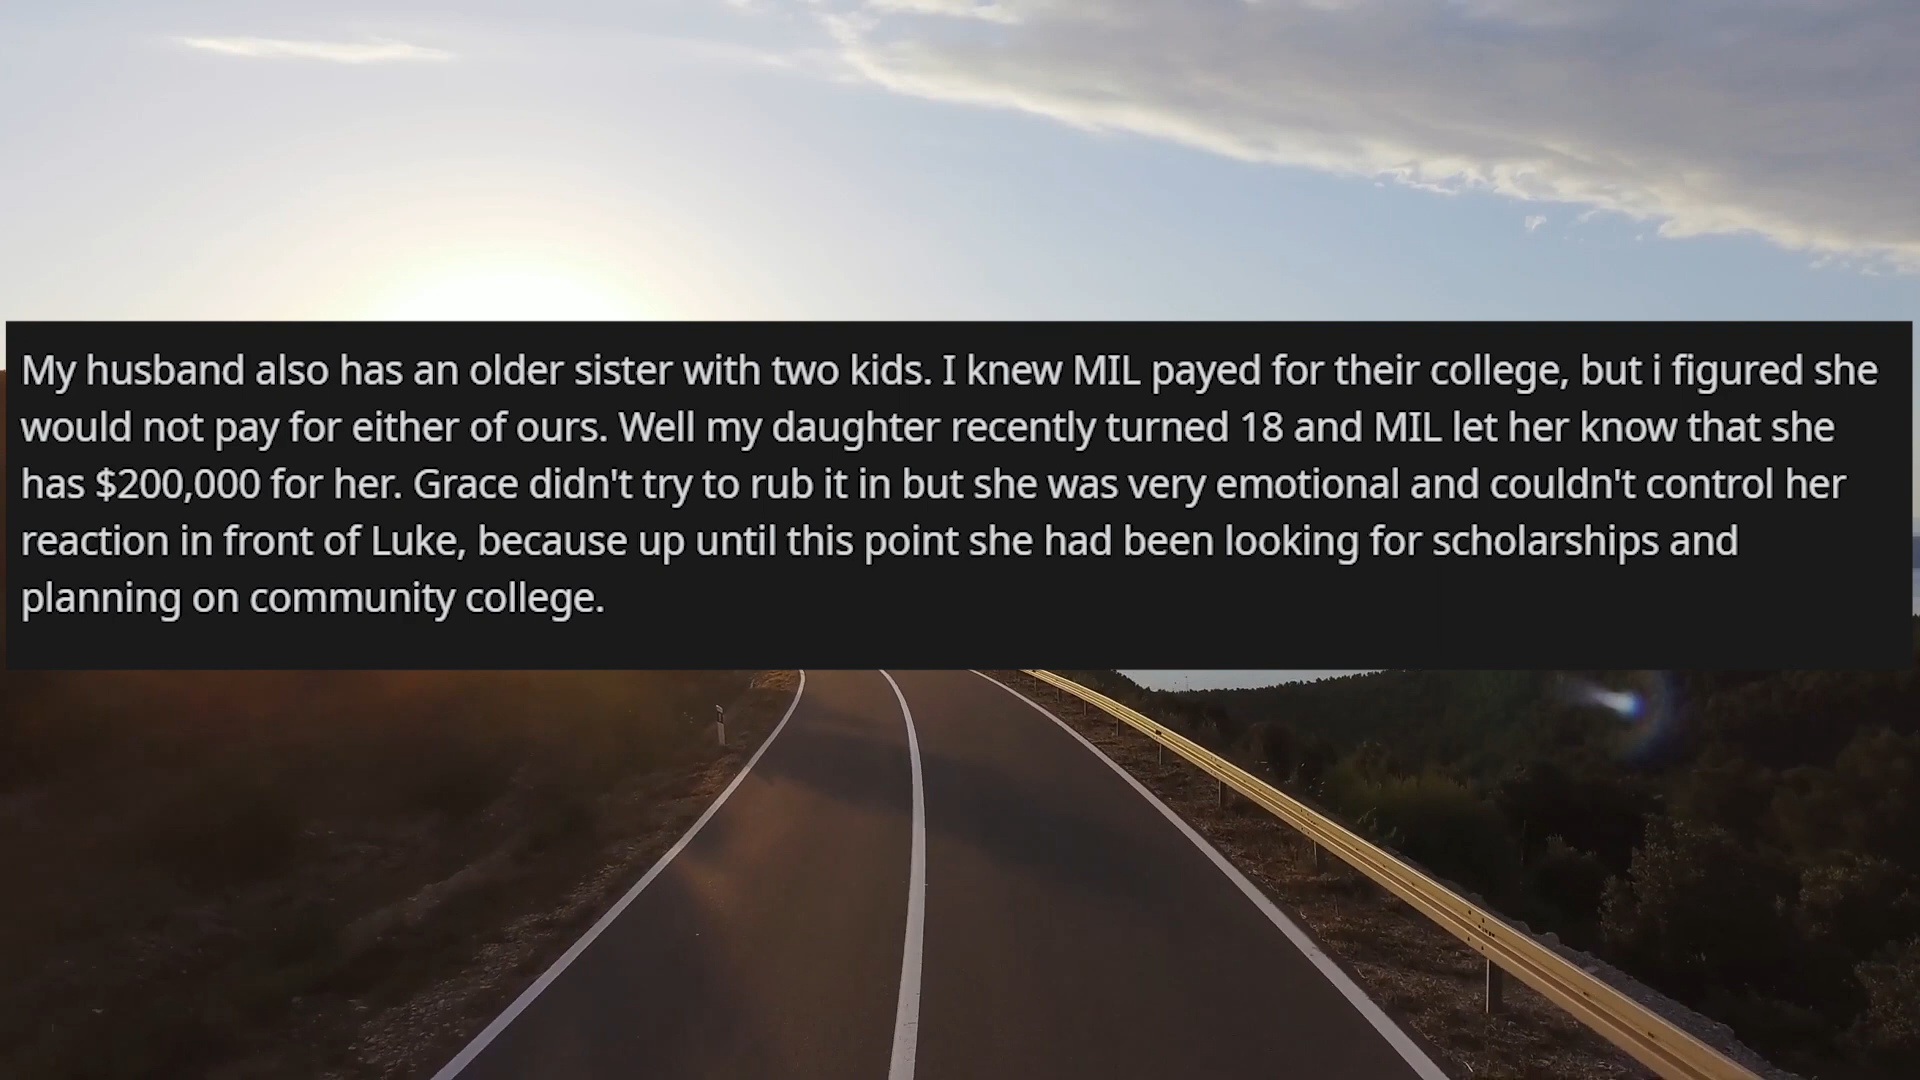 My husband also has an older sister with two kids. I knew MIL payed for their college, but i figured she
would not pay for either of ours. Well my daughter recently turned 18 and MIL let her know that she
has $200,000 for her. Grace didn't try to rub it in but she was very emotional and couldn't control her
reaction in front of Luke, because up until this point she had been looking for scholarships and
planning on community college.